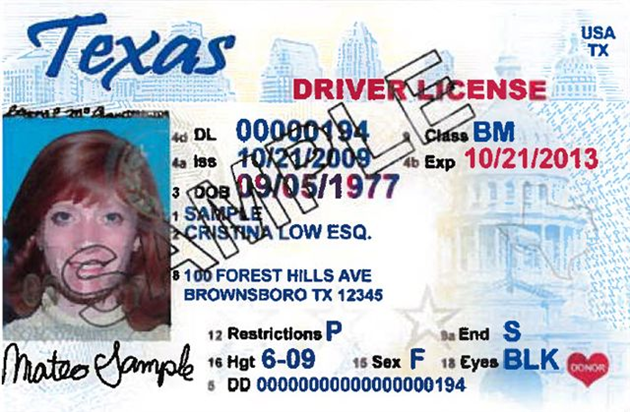 Texas
USA
TX
DRIVER LICENSE
4d DL 00000194 9 Class BM
4a Iss 10/21/2009 4b Exp 10/21/2013
3 DOB 09/05/1977
1 SAMPLE
2 CRISTINA LOW ESQ.
8 100 FOREST HILLS AVE
BROWNSBORO TX 12345
12 Restrictions P 9a End S
16 Hgt 6-09 15 Sex F 18 Eyes BLK
5 DD 00000000000000000194
DONOR
Mateo Sample
SAMPLE